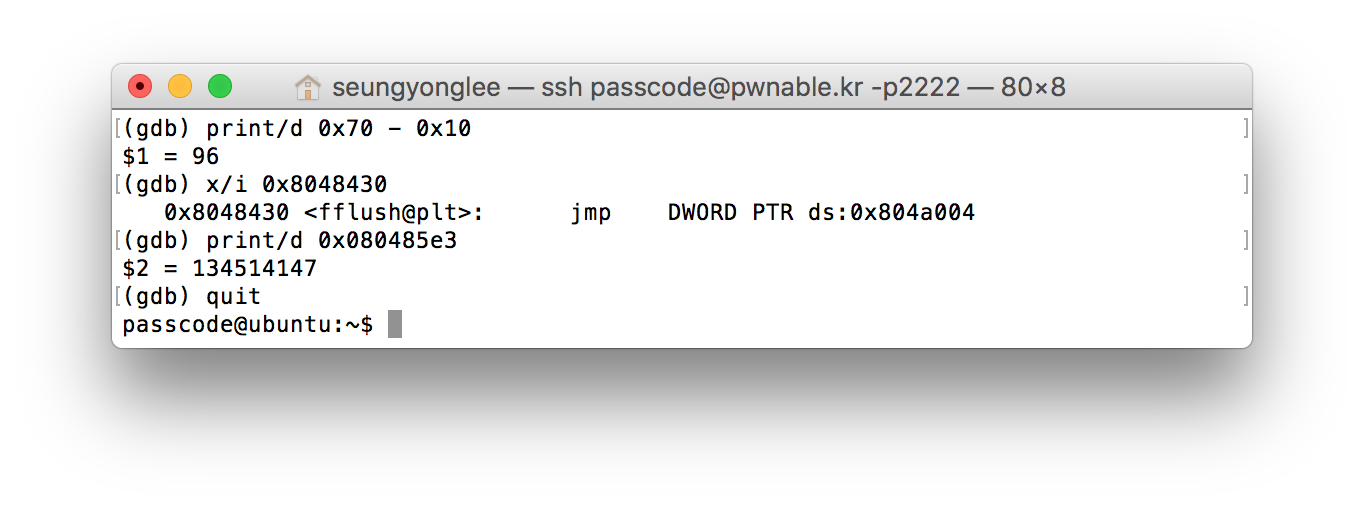 seungyonglee — ssh passcode@pwnable.kr -p2222 — 80×8
[(gdb) print/d 0x70 - 0x10 ]
$1 = 96
[(gdb) x/i 0x8048430 ]
   0x8048430 <fflush@plt>:      jmp    DWORD PTR ds:0x804a004
[(gdb) print/d 0x080485e3 ]
$2 = 134514147
[(gdb) quit ]
passcode@ubuntu:~$